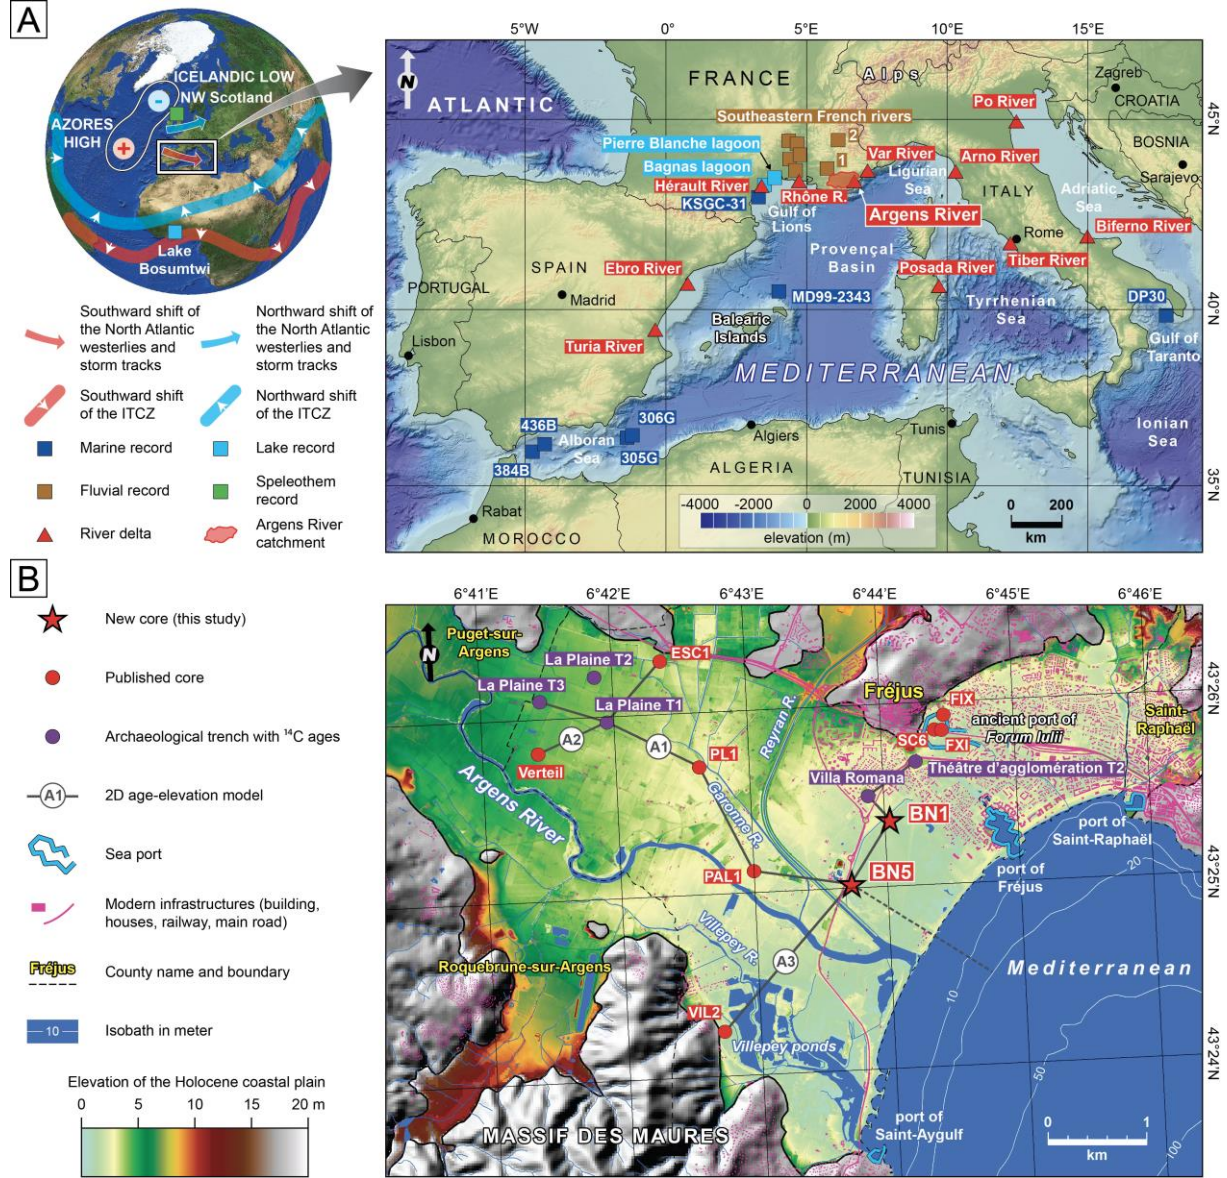 A
ICELANDIC LOW
NW Scotland
AZORES
HIGH
-
+
Lake
Bosumtwi
Southward shift of
the North Atlantic
westerlies and
storm tracks
Northward shift of
the North Atlantic
westerlies and
storm tracks
Southward shift
of the ITCZ
Northward shift
of the ITCZ
Marine record
Lake record
Fluvial record
Speleothem
record
River delta
Argens River
catchment
5°W
0°
5°E
10°E
15°E
N
ATLANTIC
FRANCE
Alps
Zagreb
CROATIA
Po River
45°N
Southeastern French rivers
2
1
BOSNIA
Pierre Blanche lagoon
Var River
Arno River
Bagnas lagoon
Ligurian
Sea
Sarajevo
Hérault River
Rhône R.
ITALY
Adriatic
Sea
KSGC-31
Gulf of
Lions
Argens River
Biferno River
Rome
Provençal
Basin
Tiber River
SPAIN
Ebro River
Posada River
PORTUGAL
Madrid
MD99-2343
DP30
Tyrrhenian
Sea
40°N
Balearic
Islands
Lisbon
Turia River
Gulf of
Taranto
MEDITERRANEAN
436B
306G
Alboran
Sea
Algiers
Tunis
Ionian
Sea
384B
305G
ALGERIA
TUNISIA
35°N
Rabat
-4000
-2000
0
2000
4000
elevation (m)
0
200
km
MOROCCO
B
New core (this study)
Published core
Archaeological trench with ¹⁴C ages
A1
2D age-elevation model
Sea port
Modern infrastructures (building,
houses, railway, main road)
Fréjus
County name and boundary
10
Isobath in meter
Elevation of the Holocene coastal plain
0
5
10
15
20 m
6°41'E
6°42'E
6°43'E
6°44'E
6°45'E
6°46'E
N
Puget-sur-
Argens
La Plaine T2
ESC1
La Plaine T3
La Plaine T1
Fréjus
FIX
43°26'N
ancient port of
Forum Iulii
Saint-
Raphaël
Reyran R.
A2
A1
SC6
FXI
Verteil
PL1
Théâtre d'agglomération T2
Villa Romana
Argens River
Garonne R.
BN1
port of
Saint-Raphaël
20
PAL1
BN5
port of
Fréjus
43°25'N
Villepey R.
Roquebrune-sur-Argens
A3
Mediterranean
10
VIL2
Villepey ponds
43°24'N
50
port of
Saint-Aygulf
0
1
km
100
MASSIF DES MAURES